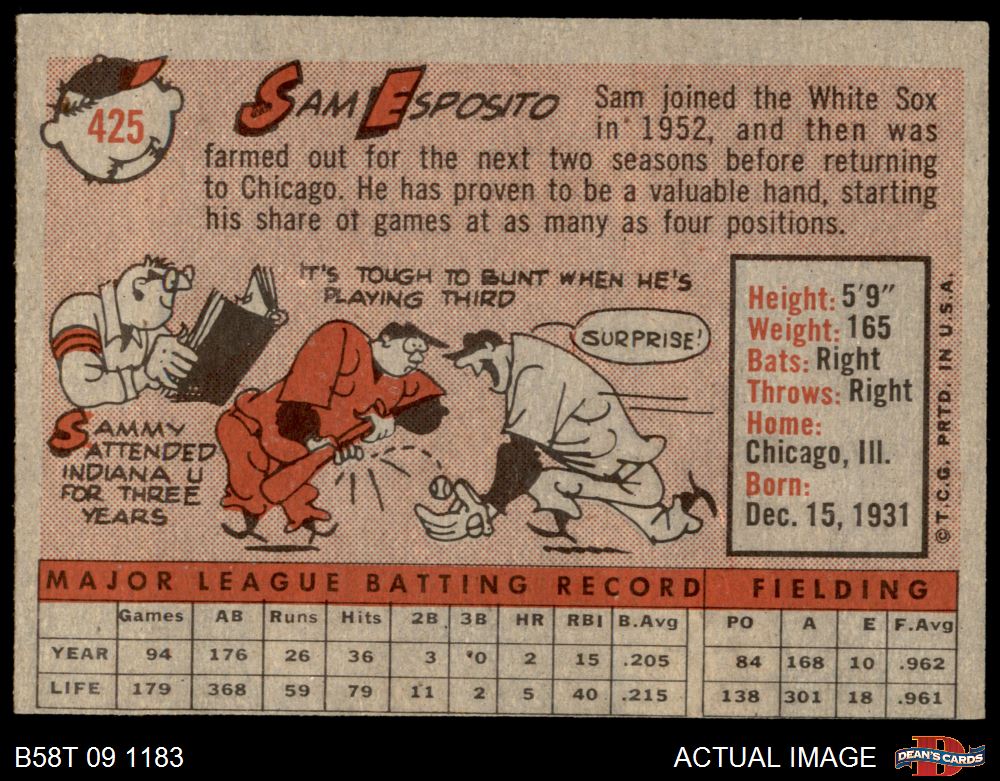 425
SAM ESPOSITO
Sam joined the White Sox
in 1952, and then was
farmed out for the next two seasons before returning
to Chicago. He has proven to be a valuable hand, starting
his share of games at as many as four positions.
IT'S TOUGH TO BUNT WHEN HE'S
PLAYING THIRD
SURPRISE!
SAMMY
ATTENDED
INDIANA U
FOR THREE
YEARS
Height: 5'9"
Weight: 165
Bats: Right
Throws: Right
Home:
Chicago, Ill.
Born:
Dec. 15, 1931
© T.C.G. PRTD. IN U.S.A.
MAJOR LEAGUE BATTING RECORD FIELDING
Games AB Runs Hits 2B 3B HR RBI B.Avg PO A E F.Avg
YEAR 94 176 26 36 3 0 2 15 .205 84 168 10 .962
LIFE 179 368 59 79 11 2 5 40 .215 138 301 18 .961
B58T 09 1183
ACTUAL IMAGE
D
DEAN'S CARDS